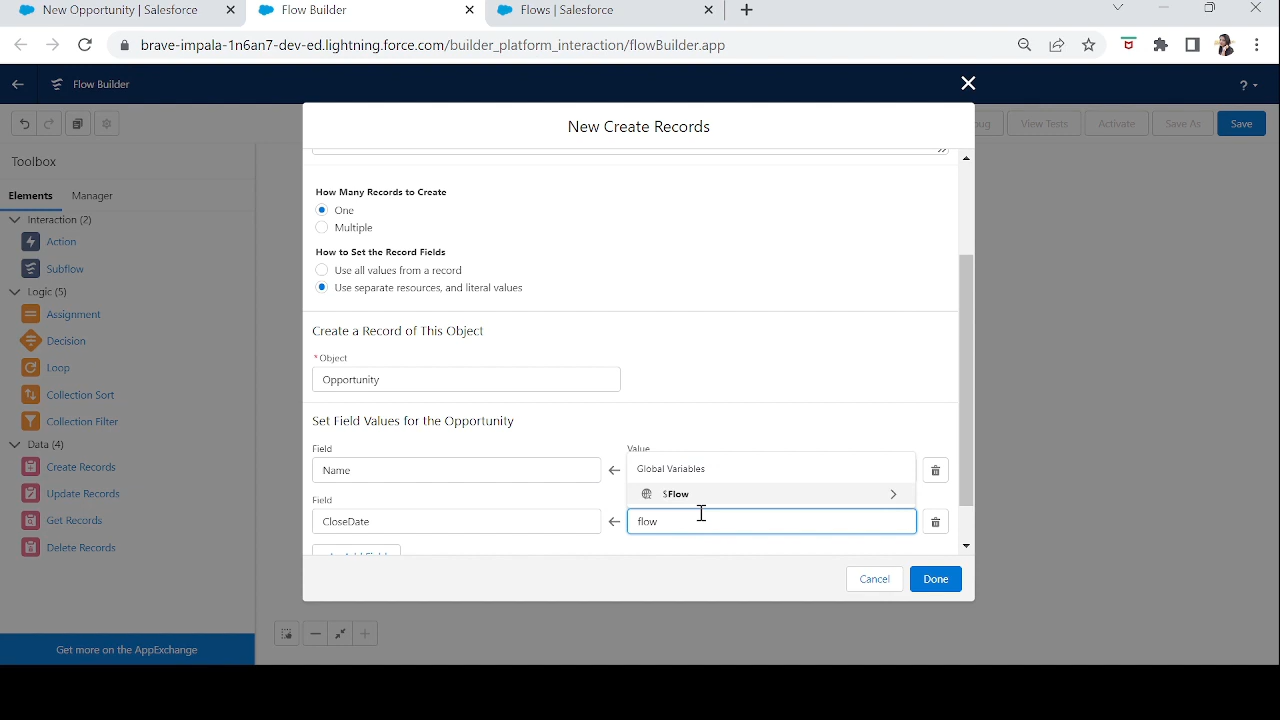 New Opportunity | Salesforce
Flow Builder
Flows | Salesforce
brave-impala-1n6an7-dev-ed.lightning.force.com/builder_platform_interaction/flowBuilder.app
Flow Builder
?
New Create Records
View Tests
Activate
Save As
Save
Toolbox
Elements
Manager
Interaction (2)
Action
Subflow
Logic (5)
Assignment
Decision
Loop
Collection Sort
Collection Filter
Data (4)
Create Records
Update Records
Get Records
Delete Records
Get more on the AppExchange
How Many Records to Create
One
Multiple
How to Set the Record Fields
Use all values from a record
Use separate resources, and literal values
Create a Record of This Object
*Object
Opportunity
Set Field Values for the Opportunity
Field
Value
Name
Global Variables
$Flow
Field
CloseDate
flow
Cancel
Done